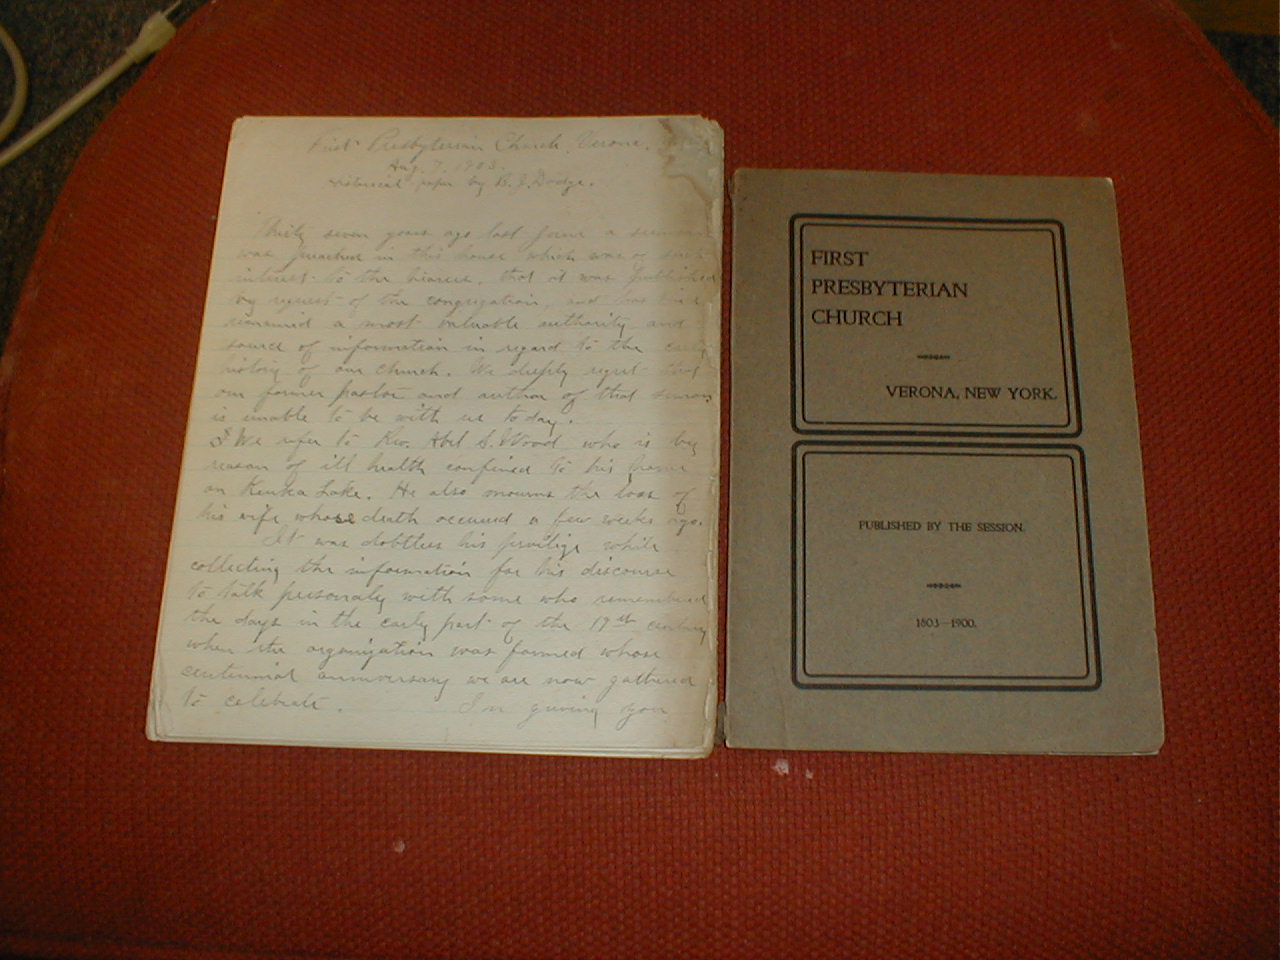 First Presbyterian Church, Verona,
Aug. 7, 1903.
Historical paper by B. J. Dodge.
Thirty seven years ago last June a sermon
was preached in this house which was of such
interest to the hearers, that it was published
by request of the congregation, and has ever
remained a most valuable authority and
source of information in regard to the early
history of our church. We deeply regret that
our former pastor and author of that sermon
is unable to be with us today.
We refer to Rev. Abel S. Wood who is by
reason of ill health confined to his home
on Keuka Lake. He also mourns the loss of
his wife whose death occured a few weeks ago.
It was dobtless his privilige while
collecting the information for his discourse
to talk personaly with some who remembered
the days in the early part of the 19th century
when the organization was formed whose
centennial anniversary we are now gathered
to celebrate. In giving you
FIRST
PRESBYTERIAN
CHURCH
VERONA, NEW YORK.
PUBLISHED BY THE SESSION.
1803—1900.